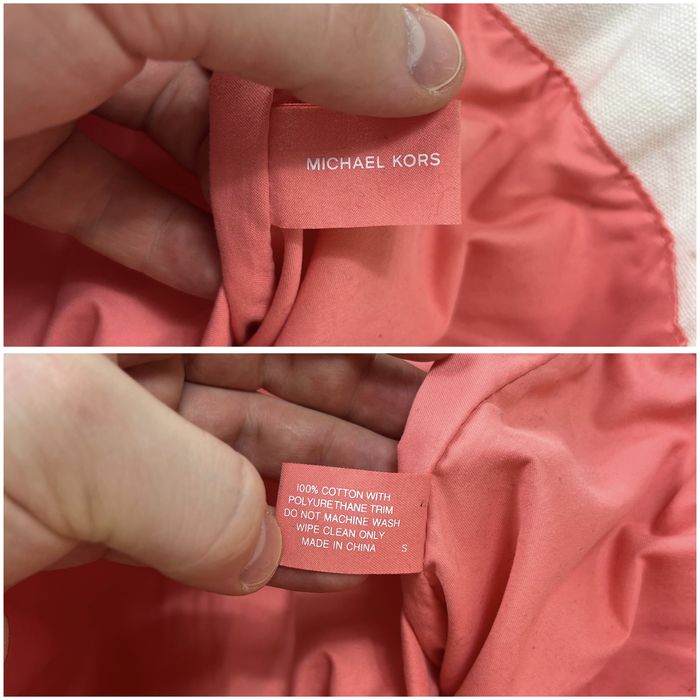 MICHAEL KORS
100% COTTON WITH
POLYURETHANE TRIM
DO NOT MACHINE WASH
WIPE CLEAN ONLY
MADE IN CHINA S